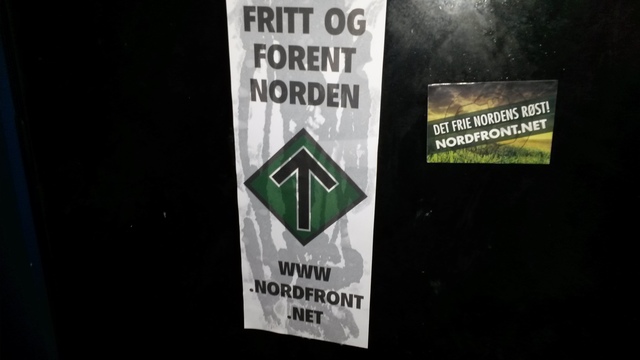 FRITT OG
FORENT
NORDEN
WWW
.NORDFRONT
.NET
DET FRIE NORDENS RØST!
NORDFRONT.NET